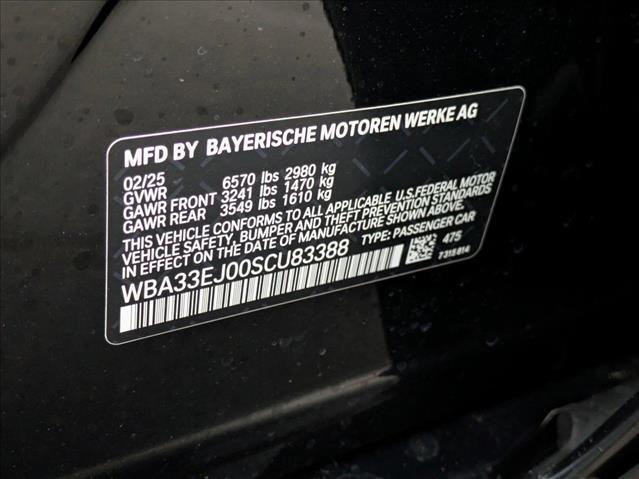 MFD BY BAYERISCHE MOTOREN WERKE AG
02/25
GVWR 6570 lbs 2980 kg
GAWR FRONT 3241 lbs 1470 kg
GAWR REAR 3549 lbs 1610 kg
THIS VEHICLE CONFORMS TO ALL APPLICABLE U.S.FEDERAL MOTOR
VEHICLE SAFETY, BUMPER AND THEFT PREVENTION STANDARDS
IN EFFECT ON THE DATE OF MANUFACTURE SHOWN ABOVE.
WBA33EJ00SCU83388 TYPE: PASSENGER CAR
475
7315814